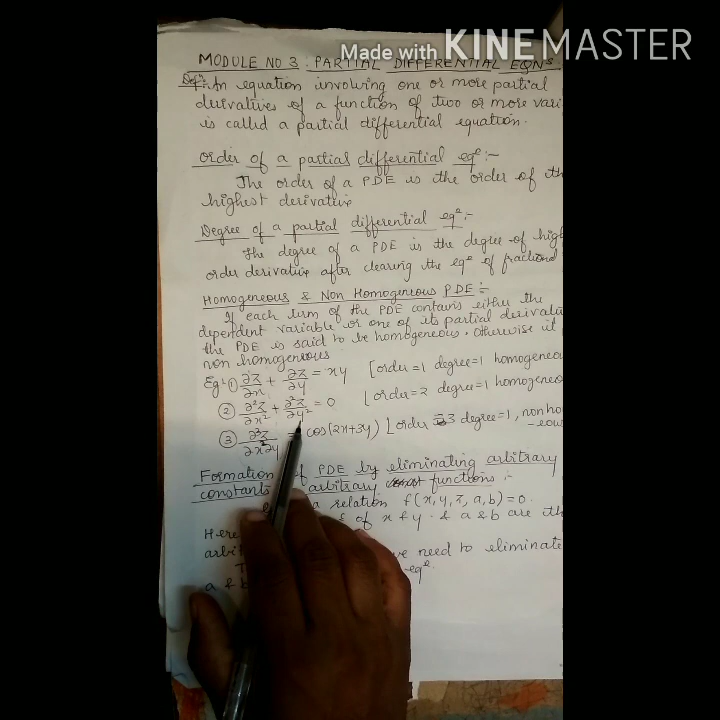 Made with KINEMASTER
MODULE NO 3. PARTIAL DIFFERENTIAL EQNS.
Defn:- An equation involving one or more partial
derivatives of a function of two or more vari
is called a partial differential equation.
Order of a partial differential eqn:-
The order of a PDE is the order of th
highest derivative
Degree of a partial differential eqn:-
The degree of a PDE is the degree of high
order derivative after clearing the eqn of fractional
Homogeneous & Non Homogeneous PDE:-
If each term of the PDE contains either the
dependent variable or one of its partial derivati
the PDE is said to be homogeneous. Otherwise it
non homogeneous
Eg:- ① ∂z/∂x + ∂z/∂y = xy [order=1 degree=1 homogeneou
② ∂²z/∂x² + ∂²z/∂y² = 0 [order=2 degree=1 homogeneo
③ ∂³z/∂x²∂y = cos(2x+3y) [order=3 degree=1, non ho
-eou
Formation of PDE by eliminating arbitrary
constants arbitrary functions:-
a relation f(x, y, z, a, b) = 0.
Here of x & y & a & b are th
arbit we need to eliminate
a & b eqn.